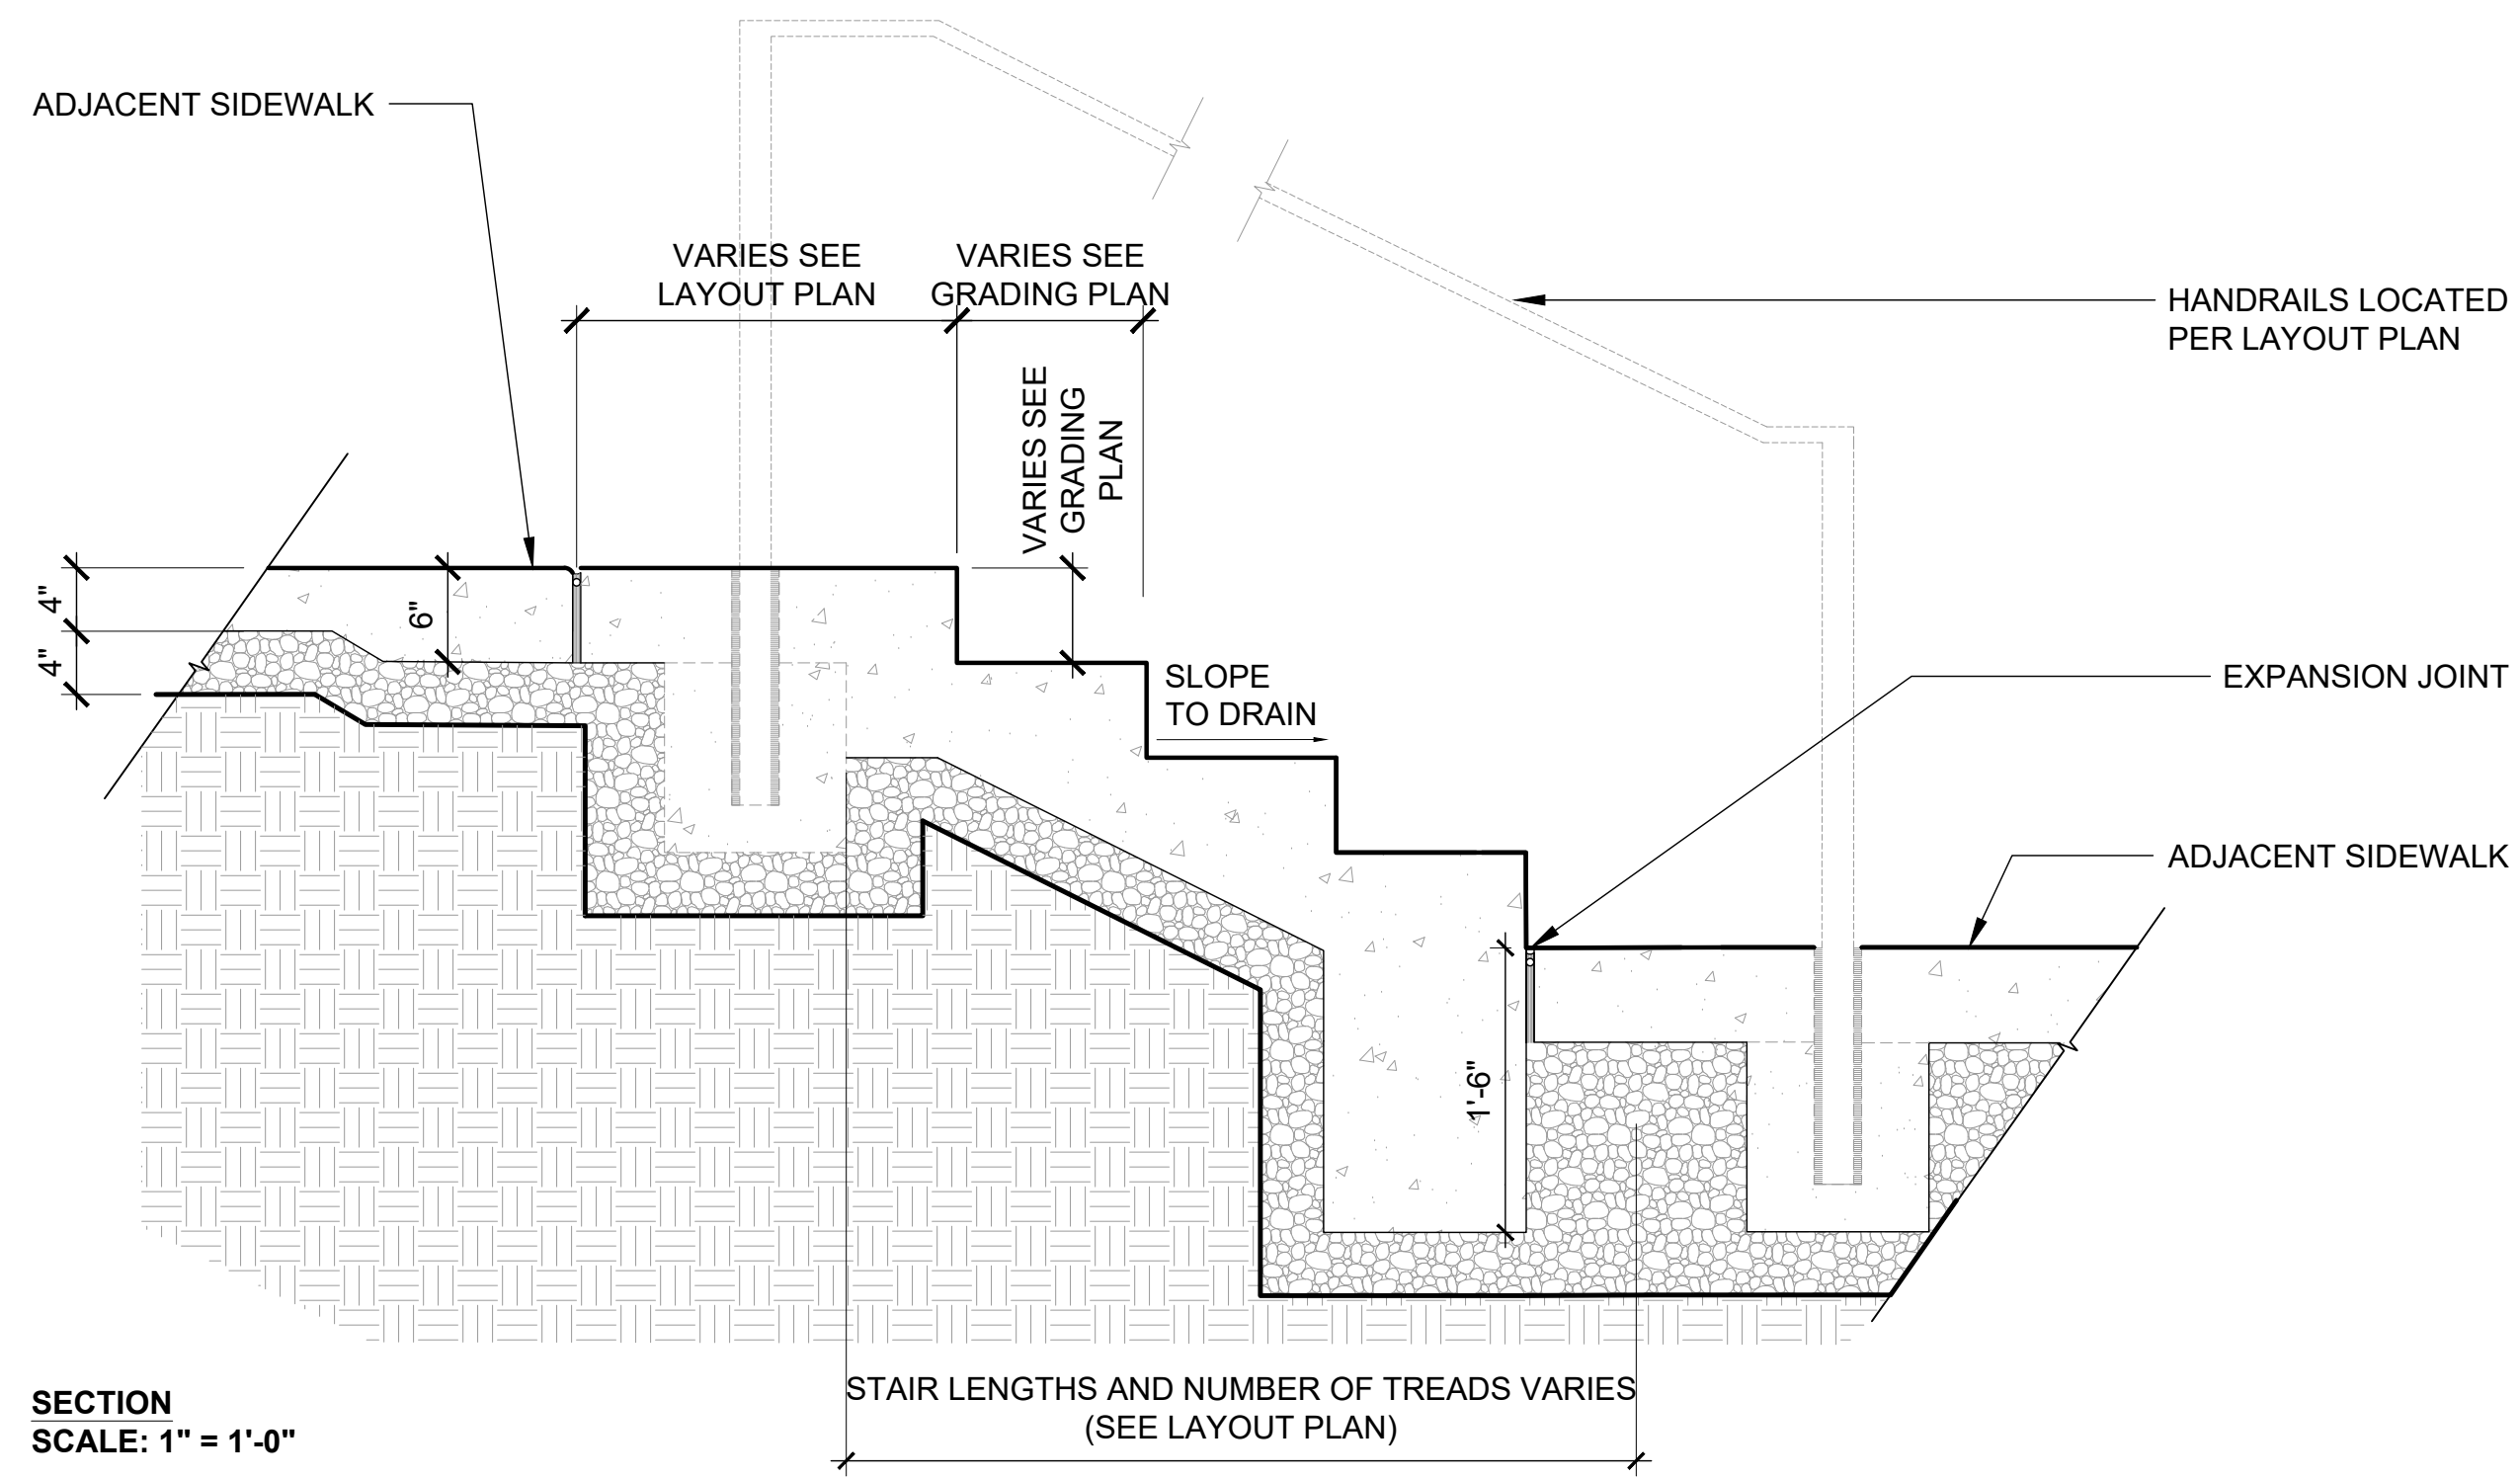 ADJACENT SIDEWALK
VARIES SEE
LAYOUT PLAN
VARIES SEE
GRADING PLAN
HANDRAILS LOCATED
PER LAYOUT PLAN
VARIES SEE
GRADING
PLAN
4"
4"
6"
SLOPE
TO DRAIN
EXPANSION JOINT
ADJACENT SIDEWALK
1'-6"
STAIR LENGTHS AND NUMBER OF TREADS VARIES
(SEE LAYOUT PLAN)
SECTION
SCALE: 1" = 1'-0"